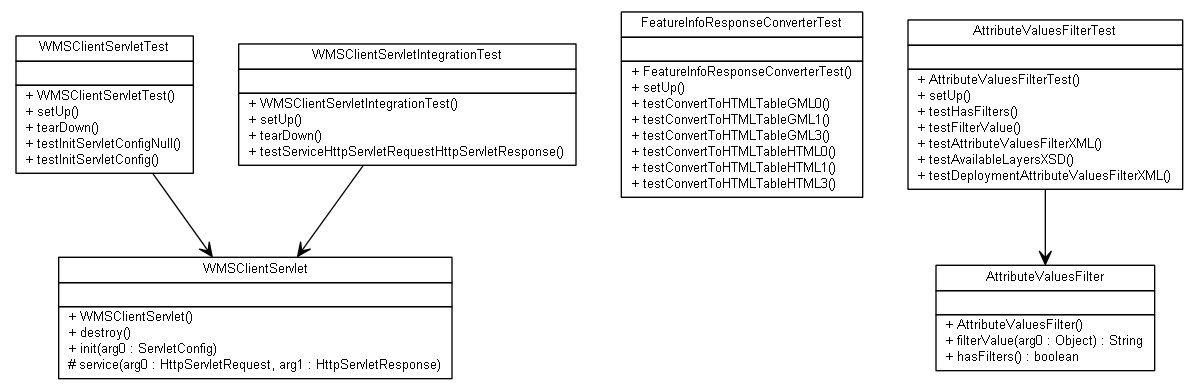 WMSClientServletTest
+ WMSClientServletTest()
+ setUp()
+ tearDown()
+ testInitServletConfigNull()
+ testInitServletConfig()
WMSClientServletIntegrationTest
+ WMSClientServletIntegrationTest()
+ setUp()
+ tearDown()
+ testServiceHttpServletRequestHttpServletResponse()
FeatureInfoResponseConverterTest
+ FeatureInfoResponseConverterTest()
+ setUp()
+ testConvertToHTMLTableGML0()
+ testConvertToHTMLTableGML1()
+ testConvertToHTMLTableGML3()
+ testConvertToHTMLTableHTML0()
+ testConvertToHTMLTableHTML1()
+ testConvertToHTMLTableHTML3()
AttributeValuesFilterTest
+ AttributeValuesFilterTest()
+ setUp()
+ testHasFilters()
+ testFilterValue()
+ testAttributeValuesFilterXML()
+ testAvailableLayersXSD()
+ testDeploymentAttributeValuesFilterXML()
WMSClientServlet
+ WMSClientServlet()
+ destroy()
+ init(arg0 : ServletConfig)
# service(arg0 : HttpServletRequest, arg1 : HttpServletResponse)
AttributeValuesFilter
+ AttributeValuesFilter()
+ filterValue(arg0 : Object) : String
+ hasFilters() : boolean